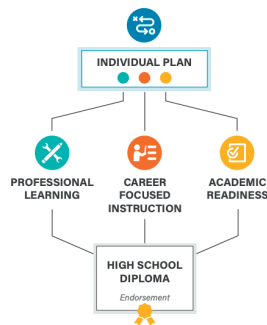 INDIVIDUAL PLAN
PROFESSIONAL
LEARNING
CAREER
FOCUSED
INSTRUCTION
ACADEMIC
READINESS
HIGH SCHOOL
DIPLOMA
Endorsement